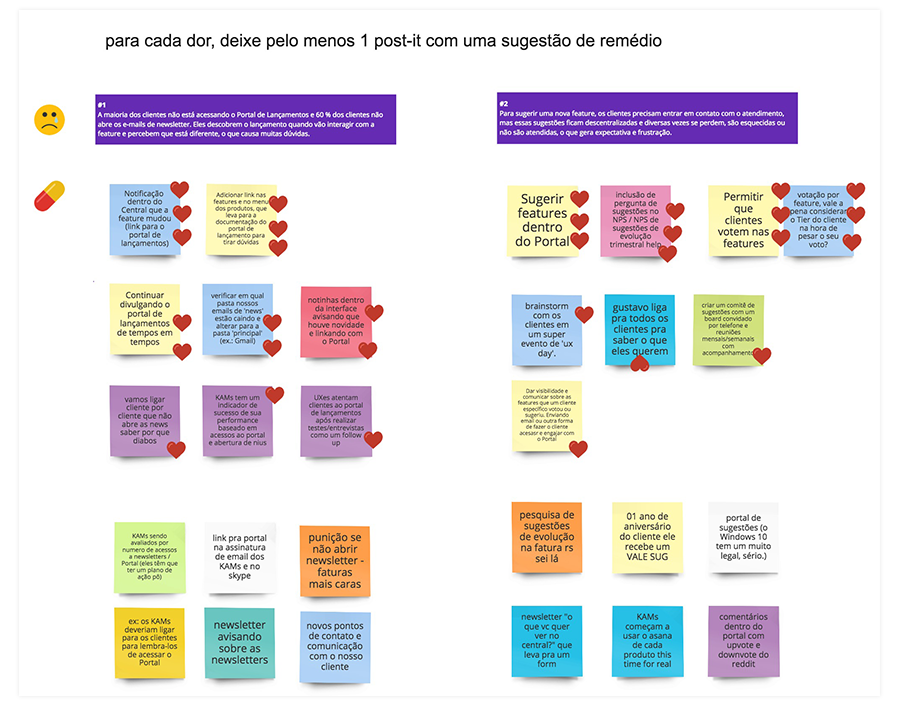 para cada dor, deixe pelo menos 1 post-it com uma sugestão de remédio
#1
A maioria dos clientes não está acessando o Portal de Lançamentos e 60 % dos clientes não
abre os e-mails de newsletter. Eles descobrem o lançamento quando vão interagir com a
feature e percebem que está diferente, o que causa muitas dúvidas.
Notificação
dentro do
Central que a
feature mudou
(link para o
portal de
lançamentos)
Adicionar link nas
features e no menu
dos produtos, que
leva para a
documentação do
portal de
lançamento para
tirar dúvidas
Continuar
divulgando o
portal de
lançamentos
de tempos em
tempos
verificar em qual
pasta nossos
emails de 'news'
estão caindo e
alterar para a
pasta 'principal'
(ex.: Gmail)
notinhas dentro
da interface
avisando que
houve novidade
e linkando com
o Portal
vamos ligar
cliente por
cliente que não
abre as news
saber por que
diabos
KAMs tem um
indicador de
sucesso de sua
performance
baseado em
acessos ao portal
e abertura de nius
UXes atentam
clientes ao portal
de lançamentos
após realizar
testes/entrevistas
como um follow
up
KAMs sendo
avaliados por
numero de acessos
a newsletters /
Portal (eles têm que
ter um plano de
ação pô)
link pra portal
na assinatura
de email dos
KAMs e no
skype
punição se
não abrir
newsletter -
faturas
mais caras
ex: os KAMs
deveriam ligar
para os clientes
para lembra-los
de acessar o
Portal
newsletter
avisando
sobre as
newsletters
novos pontos
de contato e
comunicação
com o nosso
cliente
#2
Para sugerir uma nova feature, os clientes precisam entrar em contato com o atendimento,
mas essas sugestões ficam descentralizadas e diversas vezes se perdem, são esquecidas ou
não são atendidas, o que gera expectativa e frustração.
Sugerir
features
dentro
do Portal
inclusão de
pergunta de
sugestões no
NPS / NPS de
sugestões de
evolução
trimestral help
Permitir
que
clientes
votem nas
features
votação por
feature, vale a
pena considerar
o Tier do cliente
na hora de
pesar o seu
voto?
brainstorm
com os
clientes em
um super
evento de 'ux
day'.
gustavo liga
pra todos os
clientes pra
saber o que
eles querem
criar um comitê de
sugestões com um
board convidado
por telefone e
reuniões
mensais/semanais
com
acompanhamento
Dar visibilidade e
comunicar sobre as
features que um cliente
específico votou ou
sugeriu. Enviando
email ou outra forma
de fazer o cliente
acessar e engajar com
o Portal
pesquisa de
sugestões
de evolução
na fatura rs
sei lá
01 ano de
aniversário
do cliente ele
recebe um
VALE SUG
portal de
sugestões (o
Windows 10
tem um muito
legal, sério.)
newsletter "o
que vc quer
ver no
central?" que
leva pra um
form
KAMs
começam a
usar o asana
de cada
produto this
time for real
comentários
dentro do
portal com
upvote e
downvote do
reddit